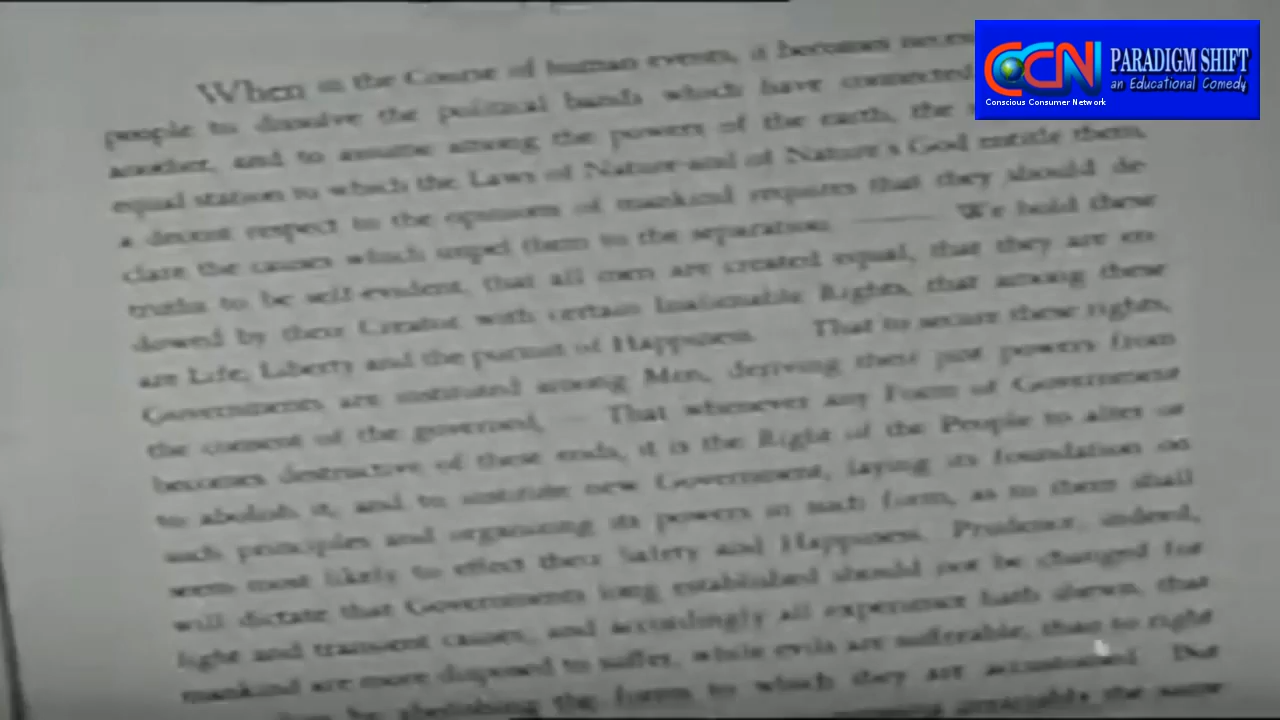 When in the Course of human events, it becomes
people to dissolve the political bands which have connected
another, and to assume among the powers of the earth, the
equal station to which the Laws of Nature and of Nature's God entitle them,
a decent respect to the opinions of mankind requires that they should de-
clare the causes which impel them to the separation. —— We hold these
truths to be self-evident, that all men are created equal, that they are en-
dowed by their Creator with certain Inalienable Rights, that among these
are Life, Liberty and the pursuit of Happiness. That to secure these rights,
Governments are instituted among Men, deriving their just powers from
the consent of the governed, — That whenever any Form of Government
becomes destructive of these ends, it is the Right of the People to alter or
to abolish it, and to institute new Government, laying its foundation on
such principles and organizing its powers in such form, as to them shall
seem most likely to effect their Safety and Happiness. Prudence, indeed,
will dictate that Governments long established should not be changed for
light and transient causes, and accordingly all experience hath shewn, that
mankind are more disposed to suffer, while evils are sufferable, than to right
by abolishing the forms to which they are accustomed. But
the same
CCN
Conscious Consumer Network
PARADIGM SHIFT
an Educational Comedy